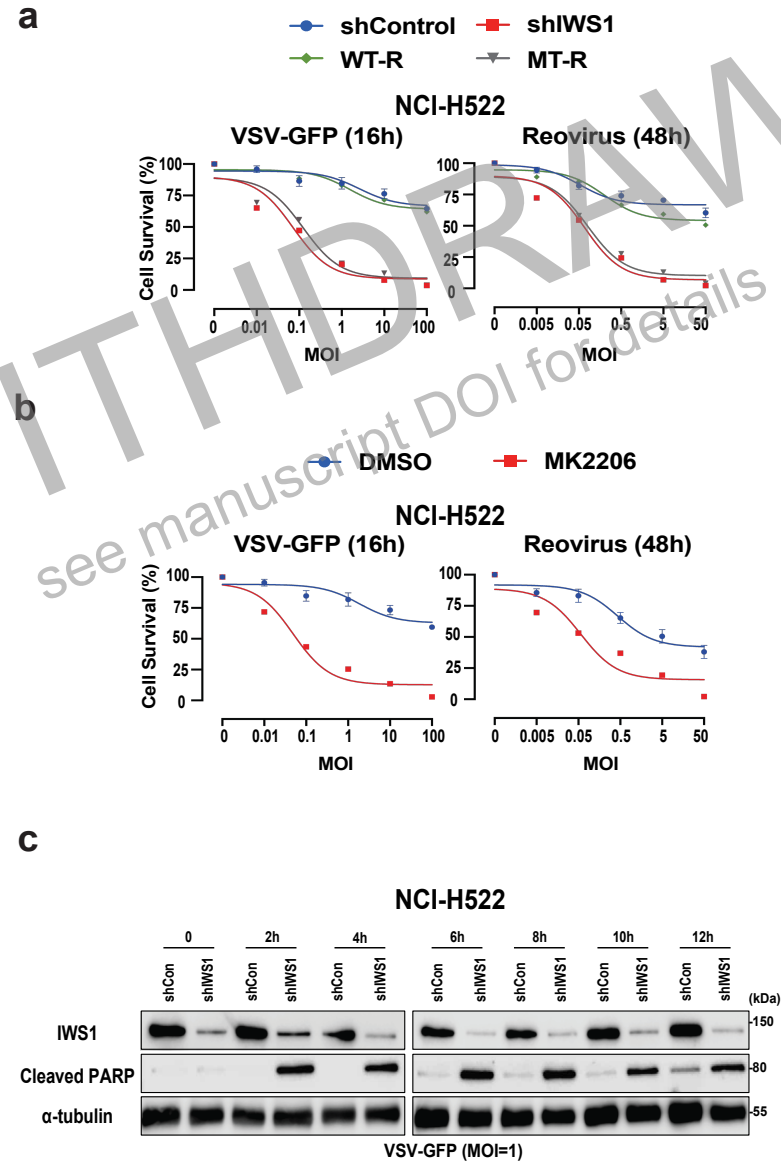 a
shControl shIWS1
WT-R MT-R
NCI-H522
VSV-GFP (16h) Reovirus (48h)
Cell Survival (%)
100 100
75 75
50 50
25 25
0 0
0 0.01 0.1 1 10 100 0 0.005 0.05 0.5 5 50
MOI MOI
ITHDRAW
see manuscript DOI for details
b
DMSO MK2206
NCI-H522
VSV-GFP (16h) Reovirus (48h)
Cell Survival (%)
100 100
75 75
50 50
25 25
0 0
0 0.01 0.1 1 10 100 0 0.005 0.05 0.5 5 50
MOI MOI
c
NCI-H522
0 2h 4h 6h 8h 10h 12h
shCon shIWS1 shCon shIWS1 shCon shIWS1 shCon shIWS1 shCon shIWS1 shCon shIWS1 shCon shIWS1
(kDa)
IWS1 -150
Cleaved PARP -80
α-tubulin -55
VSV-GFP (MOI=1)